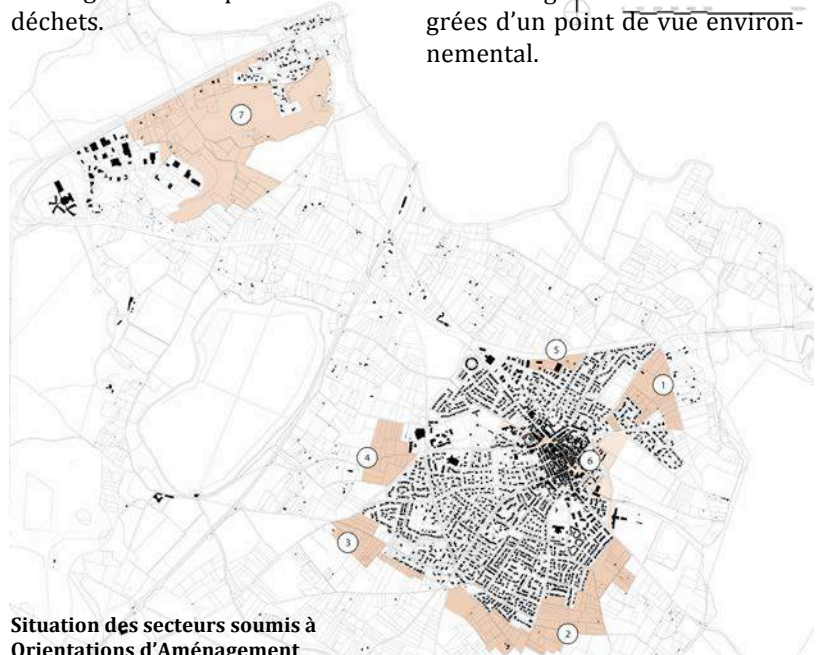 déchets.
grées d’un point de vue environ-
nemental.
7
5
1
6
4
3
2
Situation des secteurs soumis à
Orientations d’Aménagement